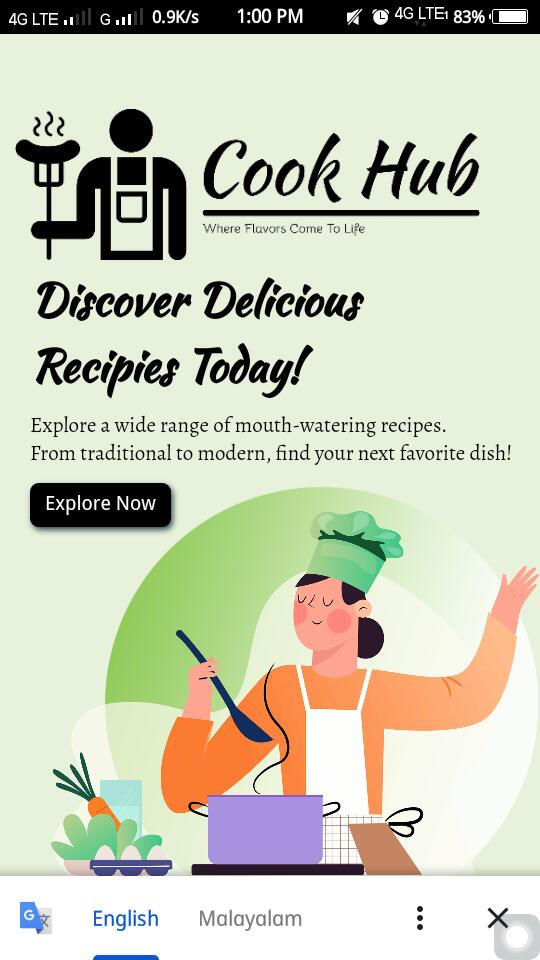 4G LTE G 0.9K/s 1:00 PM 4G LTE 83%
Cook Hub
Where Flavors Come To Life
Discover Delicious
Recipies Today!
Explore a wide range of mouth-watering recipes.
From traditional to modern, find your next favorite dish!
Explore Now
English Malayalam